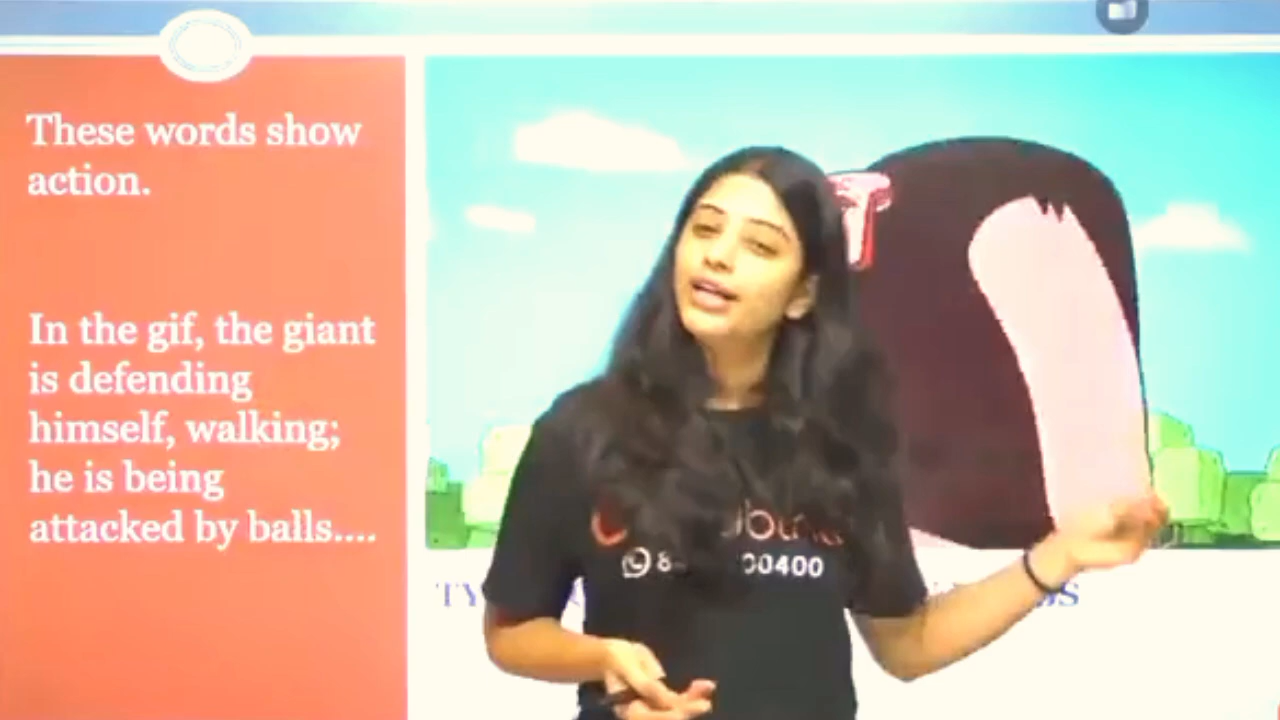 These words show
action.
In the gif, the giant
is defending
himself, walking;
he is being
attacked by balls....
T
00400